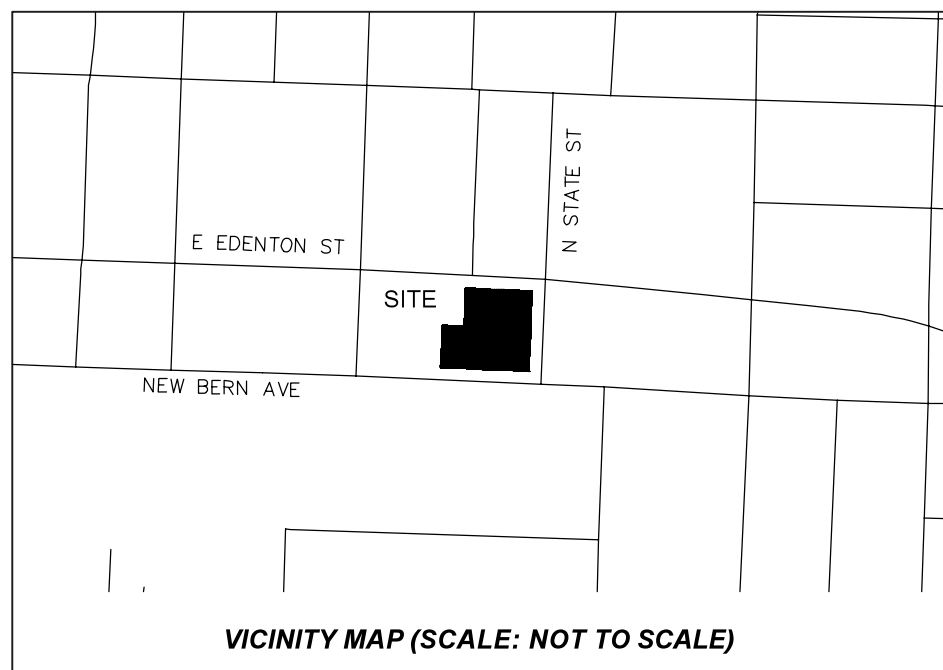 N STATE ST
E EDENTON ST
SITE
NEW BERN AVE
VICINITY MAP (SCALE: NOT TO SCALE)